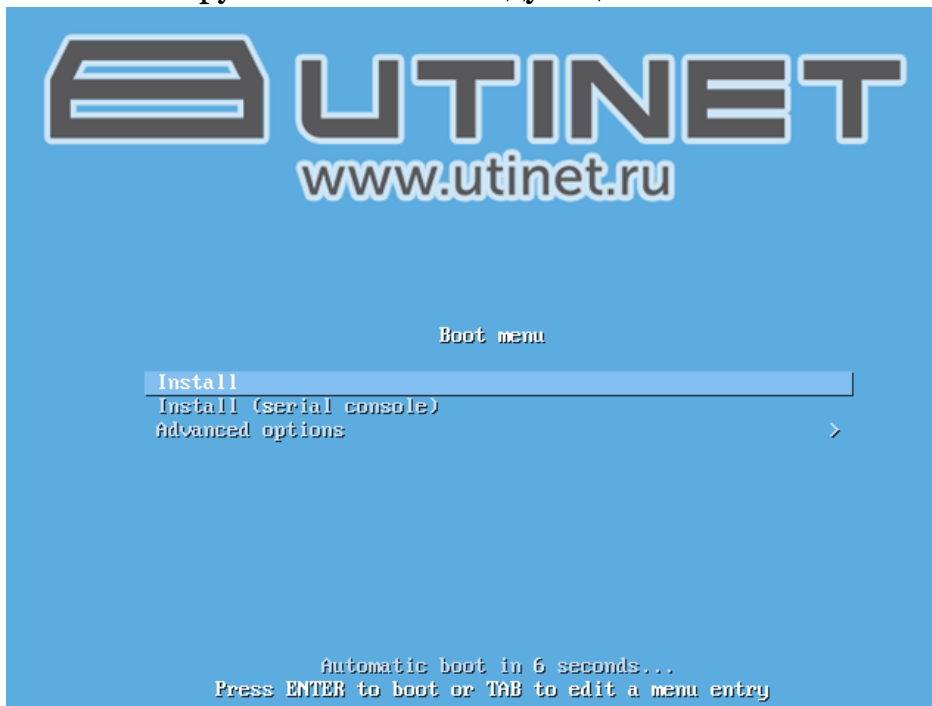 UTINET
www.utinet.ru
Boot menu
Install
Install (serial console)
Advanced options >
Automatic boot in 6 seconds...
Press ENTER to boot or TAB to edit a menu entry